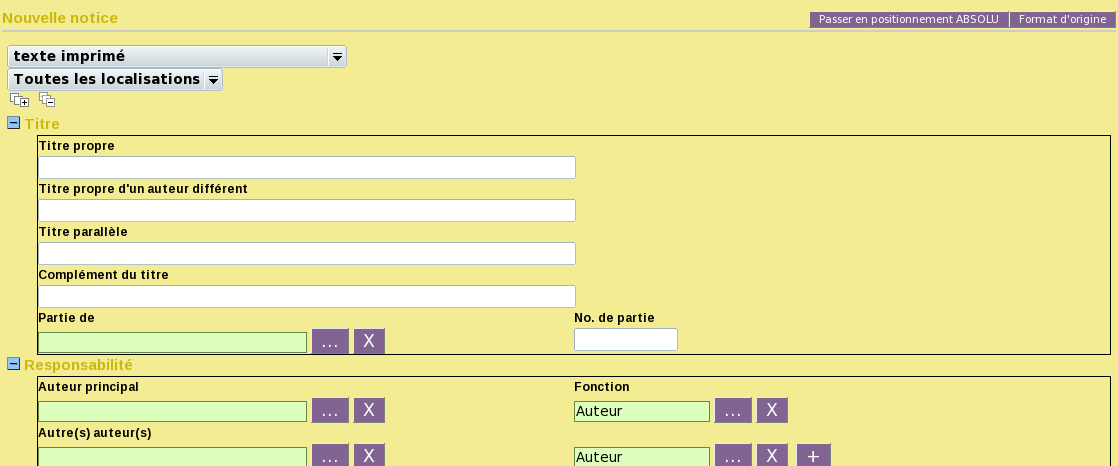 Nouvelle notice
Passer en positionnement ABSOLU Format d'origine
texte imprimé
Toutes les localisations
Titre
Titre propre
Titre propre d'un auteur différent
Titre parallèle
Complément du titre
Partie de No. de partie
... X
Responsabilité
Auteur principal Fonction
... X Auteur ... X
Autre(s) auteur(s)
... X Auteur ... X +